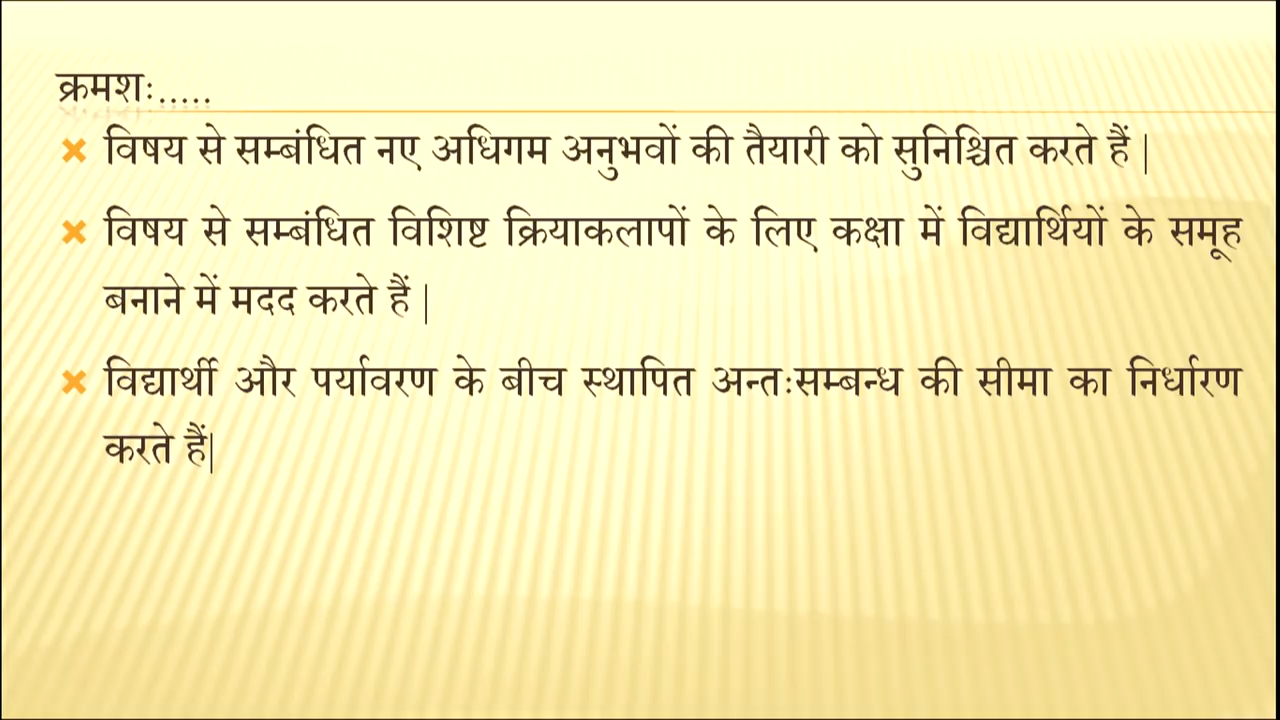 क्रमशः.....
विषय से सम्बंधित नए अधिगम अनुभवों की तैयारी को सुनिश्चित करते हैं |
विषय से सम्बंधित विशिष्ट क्रियाकलापों के लिए कक्षा में विद्यार्थियों के समूह
बनाने में मदद करते हैं |
विद्यार्थी और पर्यावरण के बीच स्थापित अन्तःसम्बन्ध की सीमा का निर्धारण
करते हैं|